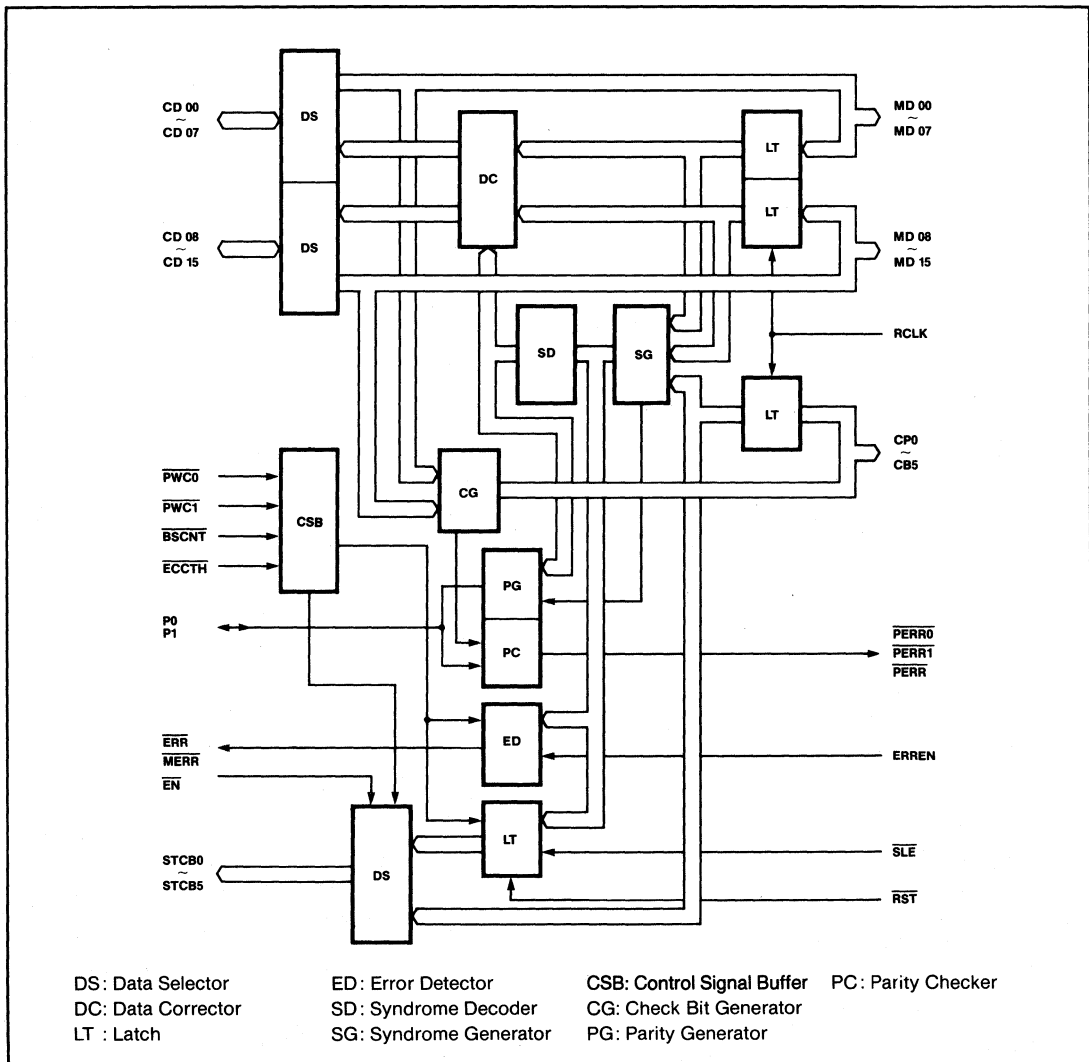 CD 00
~
CD 07
DS
MD 00
~
MD 07
DC
LT
CD 08
~
CD 15
DS
LT
MD 08
~
MD 15
SD
SG
RCLK
LT
CP0
~
CB5
CG
PWC0
PWC1
BSCNT
ECCTH
CSB
PG
P0
P1
PC
PERR0
PERR1
PERR
ERR
MERR
EN
ED
ERREN
LT
SLE
RST
STCB0
~
STCB5
DS
DS: Data Selector ED: Error Detector CSB: Control Signal Buffer PC: Parity Checker
DC: Data Corrector SD: Syndrome Decoder CG: Check Bit Generator
LT : Latch SG: Syndrome Generator PG: Parity Generator